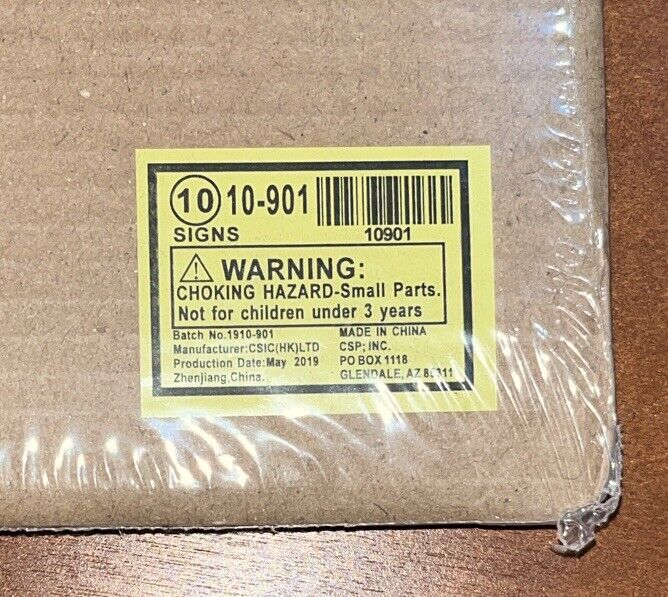 10 10-901
SIGNS 10901
WARNING:
CHOKING HAZARD-Small Parts.
Not for children under 3 years
Batch No.1910-901
Manufacturer:CSIC(HK)LTD
Production Date:May 2019
Zhenjiang,China.
MADE IN CHINA
CSP; INC.
PO BOX 1118
GLENDALE, AZ